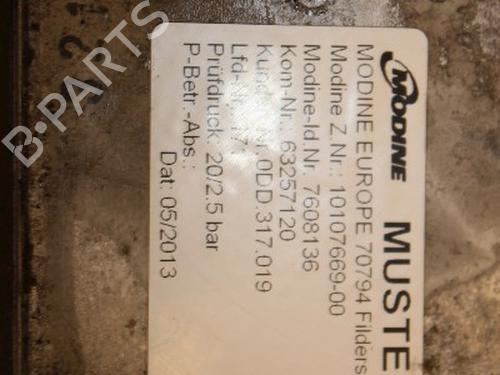 MODINE
MUSTE
MODINE EUROPE 70794 Filders
Modine Z.Nr.: 10107669-00
Modine-Id.Nr. 7608136
Kom-Nr.: 63257120
0DD.317.019
Prüfdruck: 20/2.5 bar
P-Betr.-Abs.:
Dat: 05/2013
B-PARTS